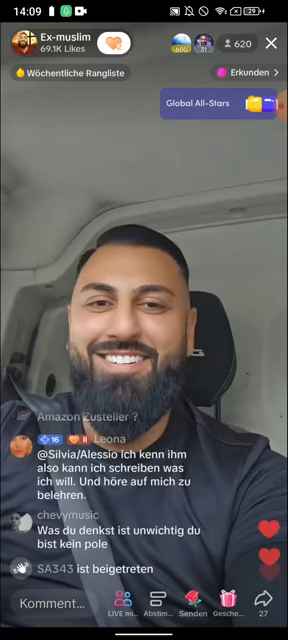 14:09
29
Ex-muslim
69.1K Likes
600
31
620
Wöchentliche Rangliste
Erkunden
Global All-Stars
Amazon Zusteller ?
16 II Leona
@Silvia/Alessio ich kenn ihm
also kann ich schreiben was
ich will. Und höre auf mich zu
belehren.
chevymusic
Was du denkst ist unwichtig du
bist kein pole
SA343 ist beigetreten
Komment...
LIVE mi...
Abstim...
Senden
Gesche...
27